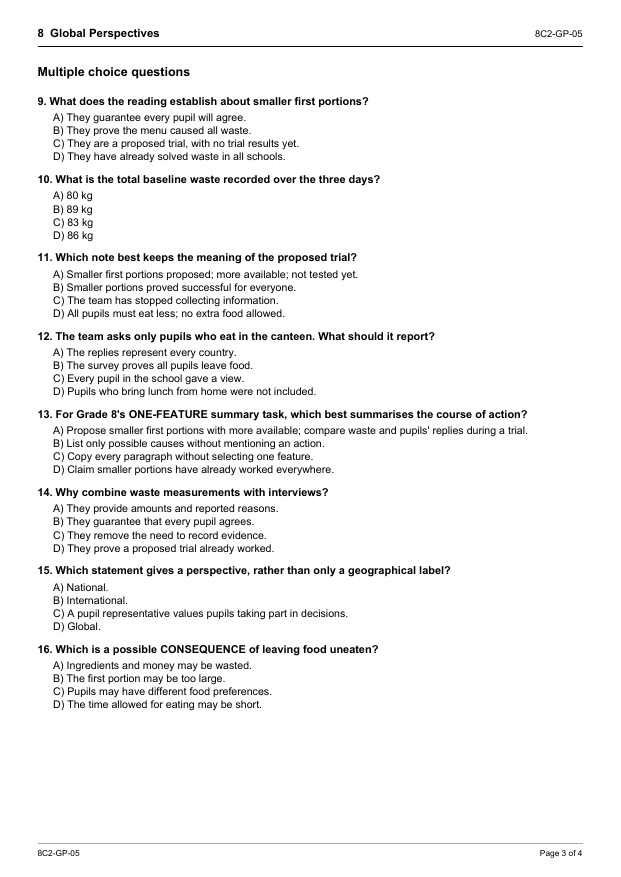 8 Global Perspectives
8C2-GP-05
Multiple choice questions
9. What does the reading establish about smaller first portions?
A) They guarantee every pupil will agree.
B) They prove the menu caused all waste.
C) They are a proposed trial, with no trial results yet.
D) They have already solved waste in all schools.
10. What is the total baseline waste recorded over the three days?
A) 80 kg
B) 89 kg
C) 83 kg
D) 86 kg
11. Which note best keeps the meaning of the proposed trial?
A) Smaller first portions proposed; more available; not tested yet.
B) Smaller portions proved successful for everyone.
C) The team has stopped collecting information.
D) All pupils must eat less; no extra food allowed.
12. The team asks only pupils who eat in the canteen. What should it report?
A) The replies represent every country.
B) The survey proves all pupils leave food.
C) Every pupil in the school gave a view.
D) Pupils who bring lunch from home were not included.
13. For Grade 8's ONE-FEATURE summary task, which best summarises the course of action?
A) Propose smaller first portions with more available; compare waste and pupils' replies during a trial.
B) List only possible causes without mentioning an action.
C) Copy every paragraph without selecting one feature.
D) Claim smaller portions have already worked everywhere.
14. Why combine waste measurements with interviews?
A) They provide amounts and reported reasons.
B) They guarantee that every pupil agrees.
C) They remove the need to record evidence.
D) They prove a proposed trial already worked.
15. Which statement gives a perspective, rather than only a geographical label?
A) National.
B) International.
C) A pupil representative values pupils taking part in decisions.
D) Global.
16. Which is a possible CONSEQUENCE of leaving food uneaten?
A) Ingredients and money may be wasted.
B) The first portion may be too large.
C) Pupils may have different food preferences.
D) The time allowed for eating may be short.
8C2-GP-05
Page 3 of 4